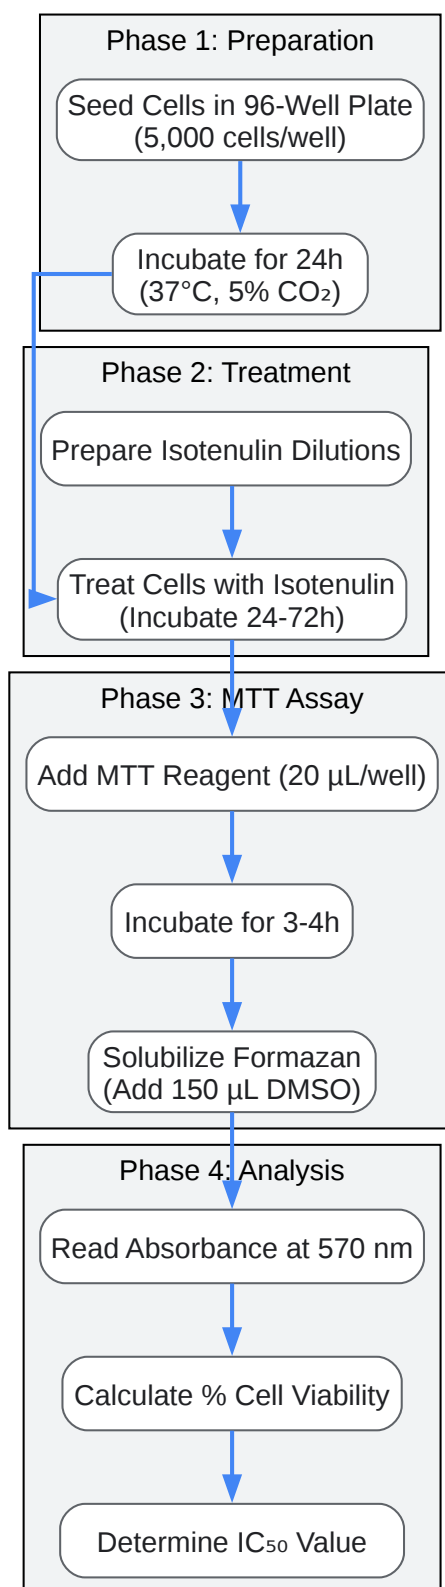 Phase 1: Preparation
Seed Cells in 96-Well Plate
(5,000 cells/well)
Incubate for 24h
(37°C, 5% CO₂)
Phase 2: Treatment
Prepare Isotenulin Dilutions
Treat Cells with Isotenulin
(Incubate 24-72h)
Phase 3: MTT Assay
Add MTT Reagent (20 µL/well)
Incubate for 3-4h
Solubilize Formazan
(Add 150 µL DMSO)
Phase 4: Analysis
Read Absorbance at 570 nm
Calculate % Cell Viability
Determine IC₅₀ Value